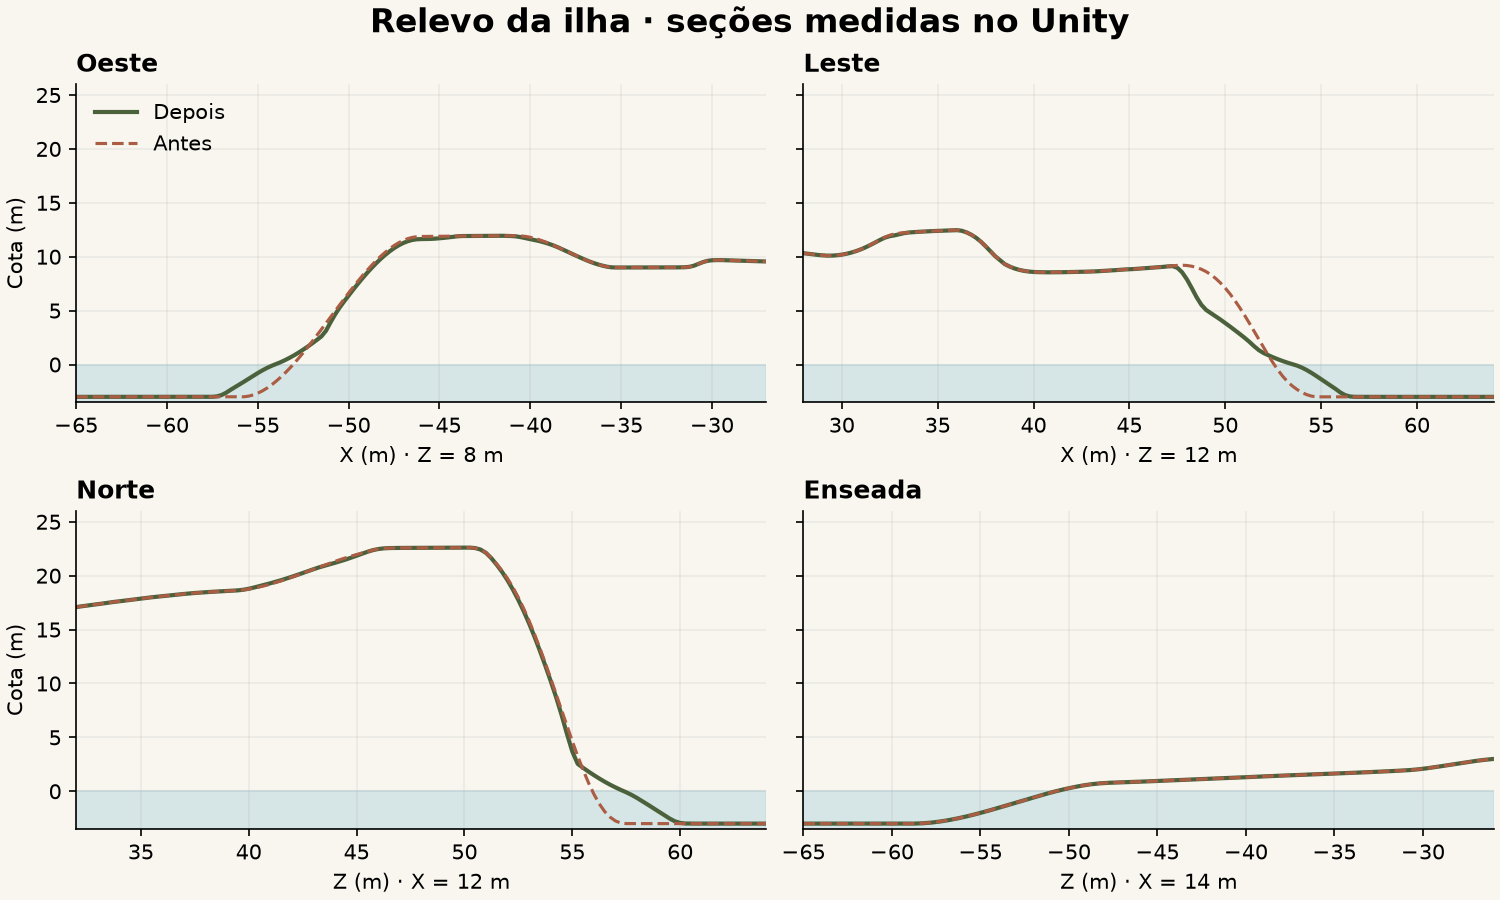 Relevo da ilha · seções medidas no Unity
Oeste
Depois
Antes
25
20
15
10
5
0
Cota (m)
−65 −60 −55 −50 −45 −40 −35 −30
X (m) · Z = 8 m
Leste
30 35 40 45 50 55 60
X (m) · Z = 12 m
Norte
25
20
15
10
5
0
Cota (m)
35 40 45 50 55 60
Z (m) · X = 12 m
Enseada
−65 −60 −55 −50 −45 −40 −35 −30
Z (m) · X = 14 m